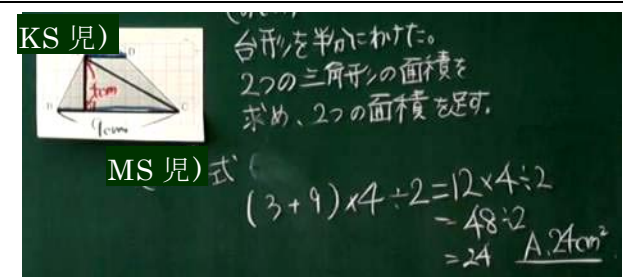 KS 児)
台形を半分にわけた。
2つの三角形の面積を
求め、2つの面積を足す。
D
4cm
B
C
9cm
MS 児)
式
(3+9)×4÷2=12×4÷2
=48÷2
=24 A.24cm²